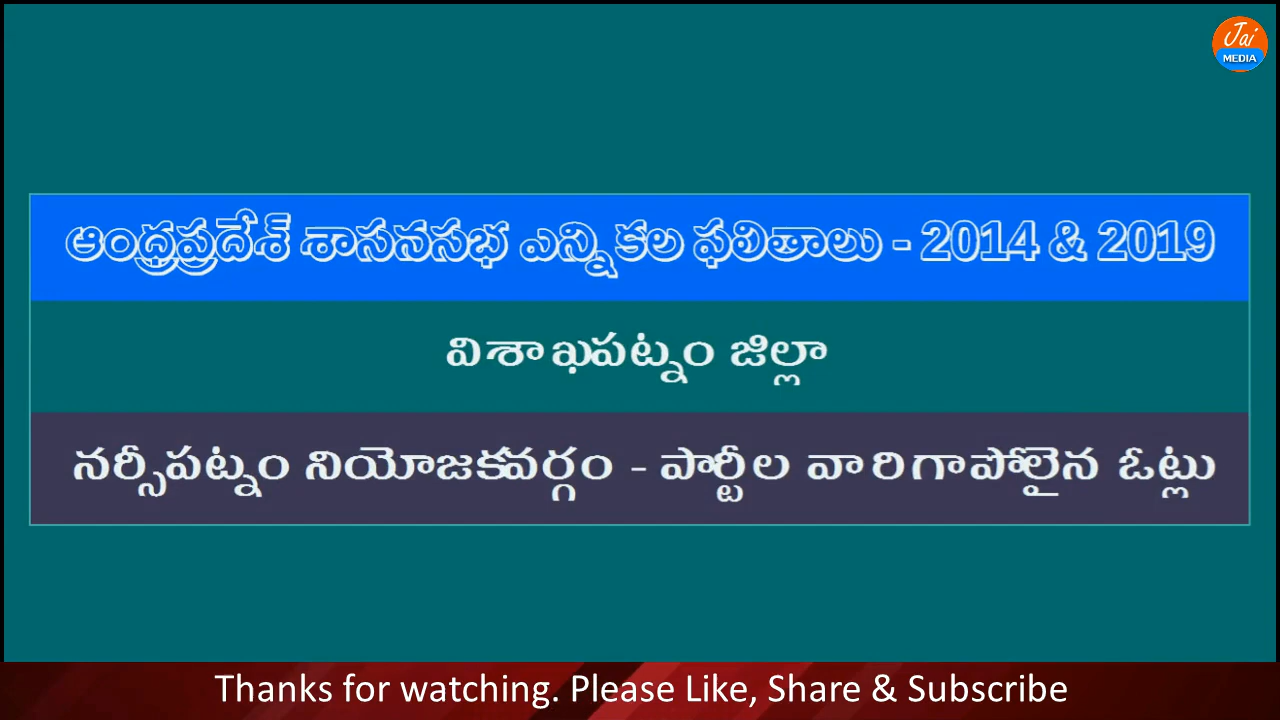 Jai
MEDIA
ఆంధ్రప్రదేశ్ శాసనసభ ఎన్నికల ఫలితాలు - 2014 & 2019
విశాఖపట్నం జిల్లా
నర్సీపట్నం నియోజకవర్గం - పార్టీల వారిగాపోలైన ఓట్లు
Thanks for watching. Please Like, Share & Subscribe